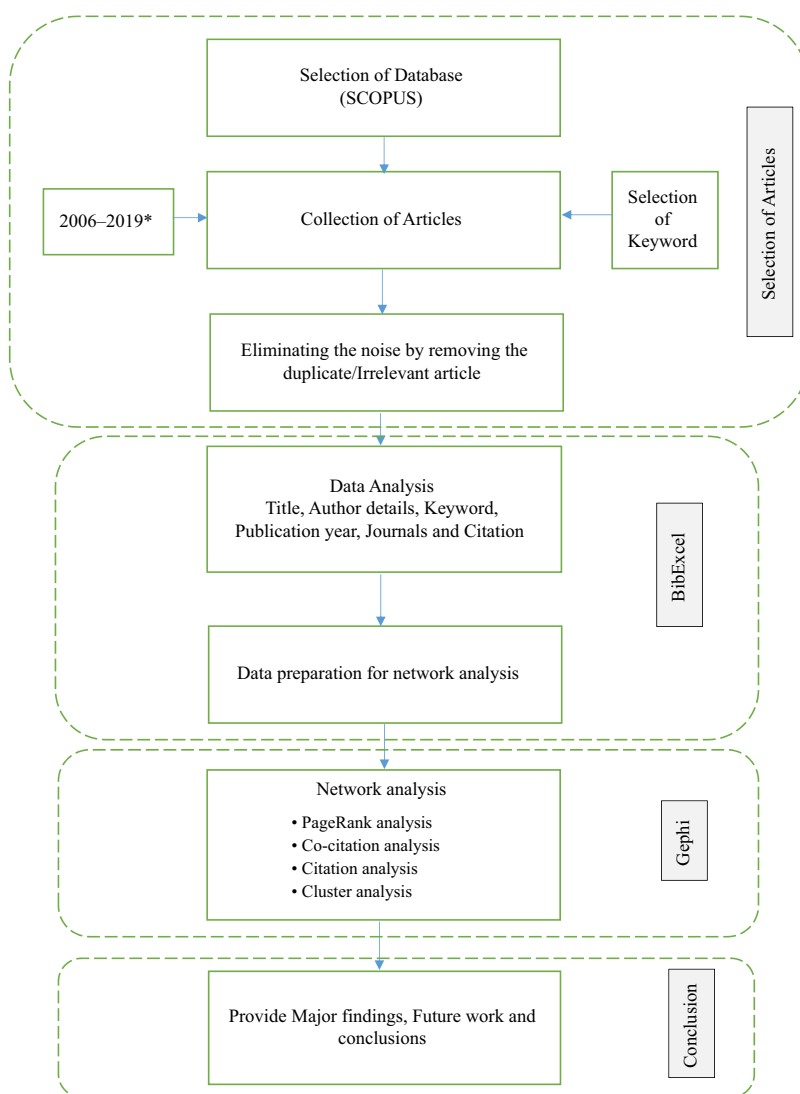 Selection of Database
(SCOPUS)
2006–2019*
Collection of Articles
Selection
of
Keyword
Selection of Articles
Eliminating the noise by removing the
duplicate/Irrelevant article
Data Analysis
Title, Author details, Keyword,
Publication year, Journals and Citation
BibExcel
Data preparation for network analysis
Network analysis
• PageRank analysis
• Co-citation analysis
• Citation analysis
• Cluster analysis
Gephi
Provide Major findings, Future work and
conclusions
Conclusion